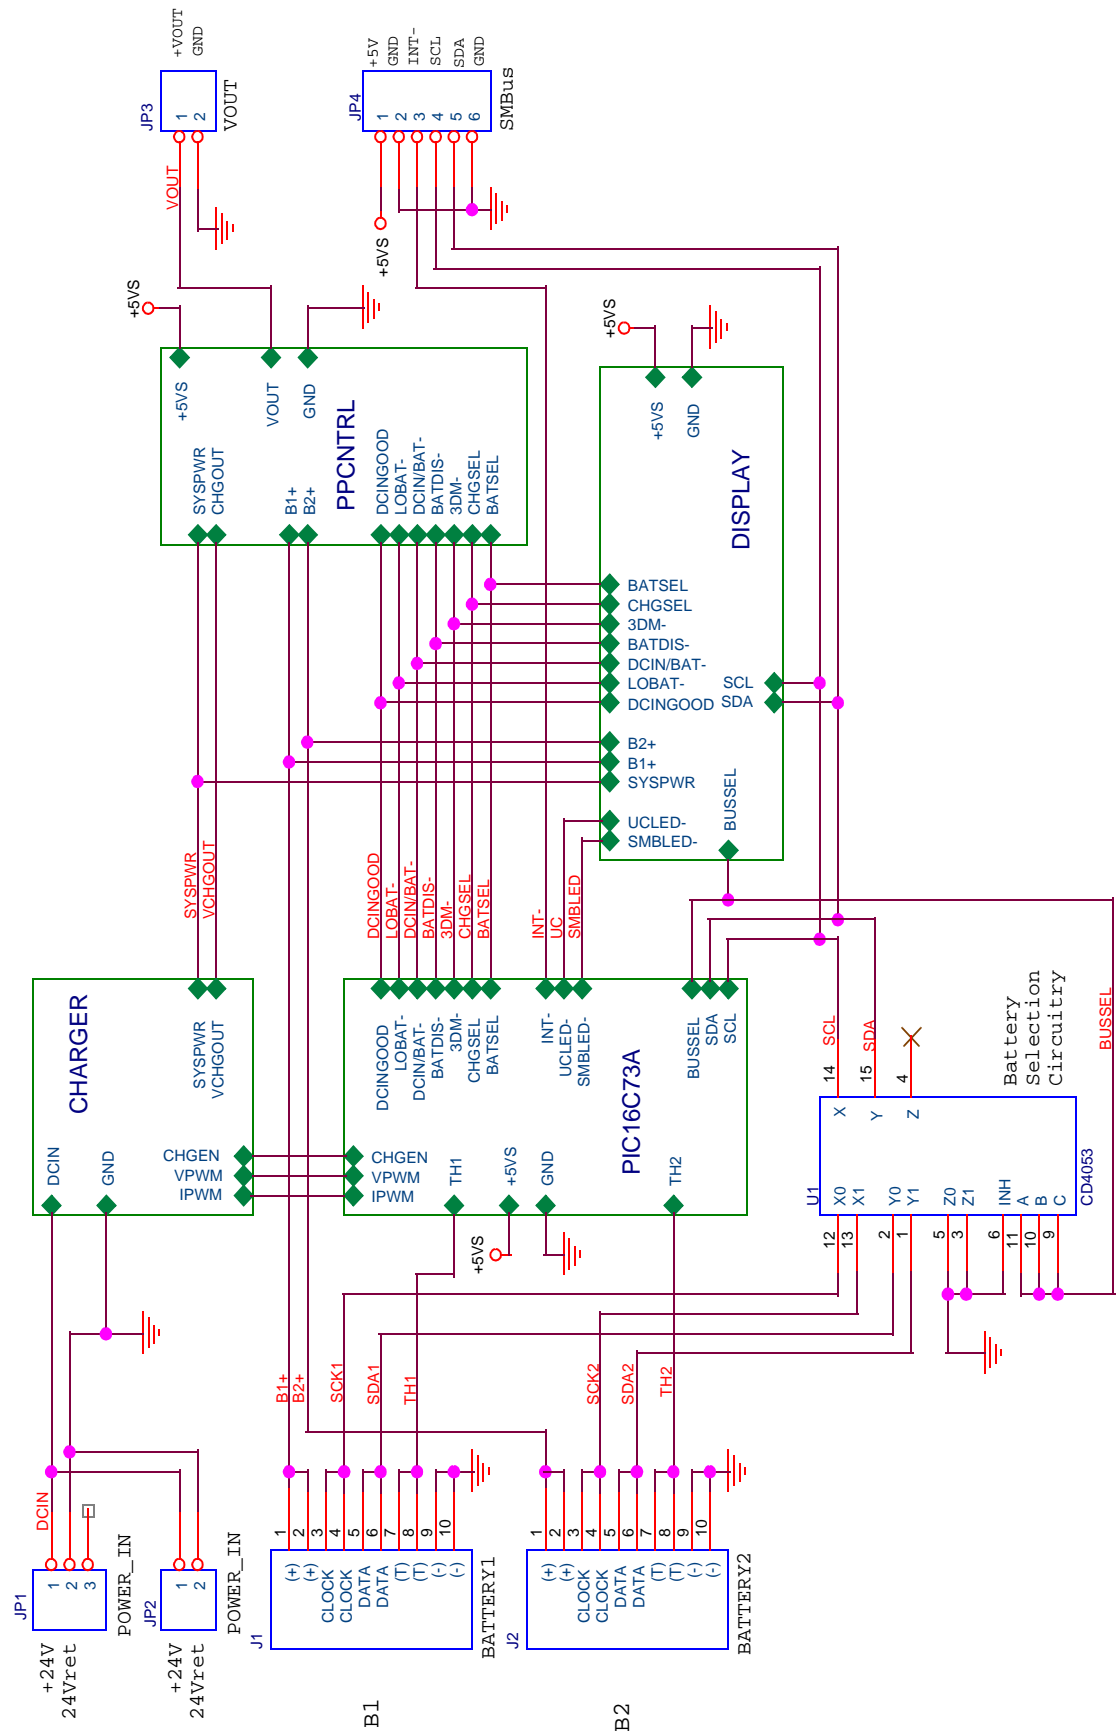 +24V
24Vret
JP1
1
2
3
POWER_IN
DCIN
+24V
24Vret
JP2
1
2
POWER_IN
B1
J1
(+)
(+)
CLOCK
CLOCK
DATA
DATA
(T)
(T)
(-)
(-)
1
2
3
4
5
6
7
8
9
10
BATTERY1
B2
J2
(+)
(+)
CLOCK
CLOCK
DATA
DATA
(T)
(T)
(-)
(-)
1
2
3
4
5
6
7
8
9
10
BATTERY2
B1+
B2+
SCK1
SDA1
TH1
SCK2
SDA2
TH2
CHARGER
DCIN
GND
CHGEN
VPWM
IPWM
SYSPWR
VCHGOUT
PIC16C73A
CHGEN
VPWM
IPWM
TH1
+5VS
GND
TH2
+5VS
DCINGOOD
LOBAT-
DCIN/BAT-
BATDIS-
3DM-
CHGSEL
BATSEL
INT-
UCLED-
SMBLED-
BUSSEL
SDA
SCL
U1
X0
X1
Y0
Y1
Z0
Z1
INH
A
B
C
12
13
2
1
5
3
6
11
10
9
X
Y
Z
14
15
4
CD4053
SCL
SDA
Battery
Selection
Circuitry
BUSSEL
SYSPWR
VCHGOUT
DCINGOOD
LOBAT-
DCIN/BAT-
BATDIS-
3DM-
CHGSEL
BATSEL
INT-
UC
SMBLED
PPCNTRL
SYSPWR
CHGOUT
B1+
B2+
DCINGOOD
LOBAT-
DCIN/BAT-
BATDIS-
3DM-
CHGSEL
BATSEL
+5VS
VOUT
GND
+5VS
DISPLAY
BATSEL
CHGSEL
3DM-
BATDIS-
DCIN/BAT-
LOBAT-
DCINGOOD
B2+
B1+
SYSPWR
UCLED-
SMBLED-
BUSSEL
SCL
SDA
+5VS
GND
+5VS
VOUT
JP3
1
2
VOUT
+VOUT
GND
+5VS
JP4
1
2
3
4
5
6
SMBus
+5V
GND
INT-
SCL
SDA
GND